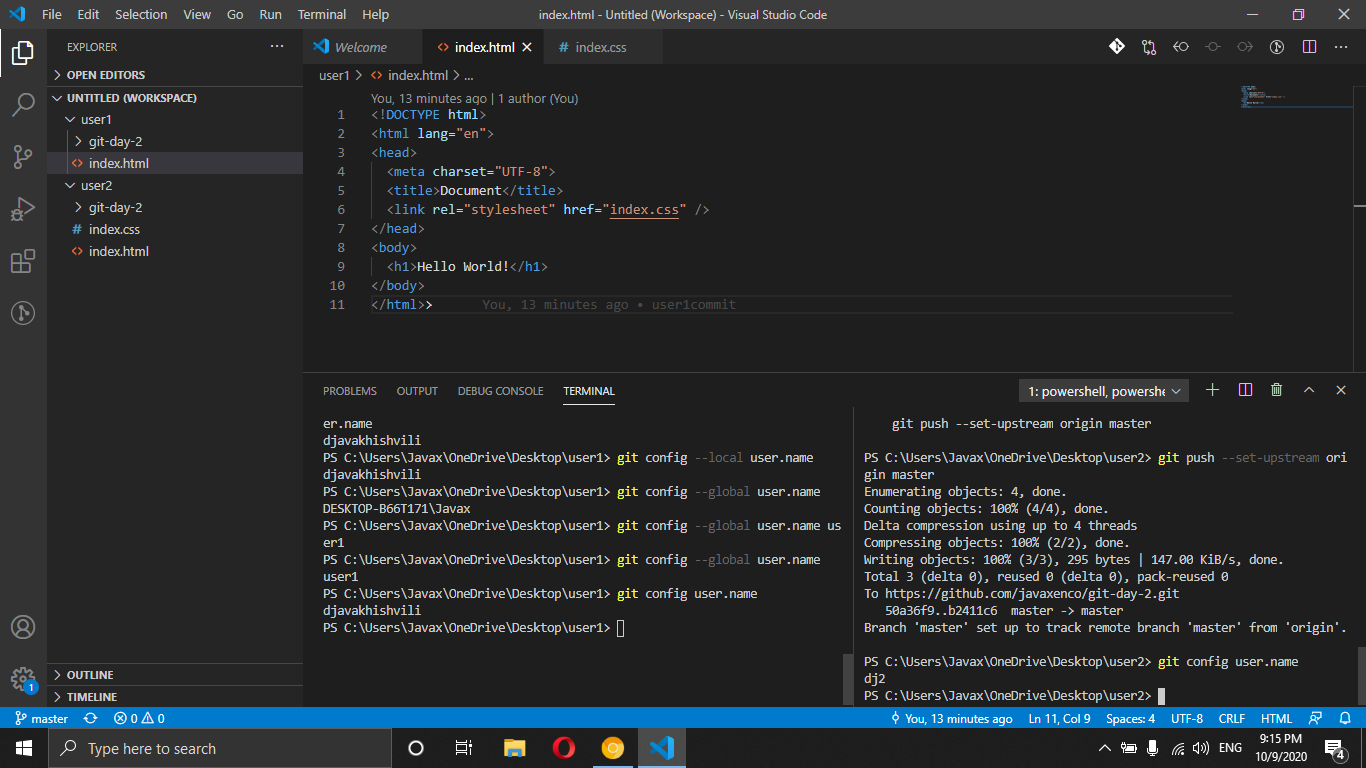 File Edit Selection View Go Run Terminal Help
index.html - Untitled (Workspace) - Visual Studio Code
EXPLORER
OPEN EDITORS
UNTITLED (WORKSPACE)
user1
git-day-2
index.html
user2
git-day-2
# index.css
index.html
OUTLINE
TIMELINE
Welcome
index.html
# index.css
user1 > index.html > ...
You, 13 minutes ago | 1 author (You)
1 <!DOCTYPE html>
2 <html lang="en">
3 <head>
4 <meta charset="UTF-8">
5 <title>Document</title>
6 <link rel="stylesheet" href="index.css" />
7 </head>
8 <body>
9 <h1>Hello World!</h1>
10 </body>
11 </html>> You, 13 minutes ago • user1commit
PROBLEMS OUTPUT DEBUG CONSOLE TERMINAL
1: powershell, powershe
er.name
djavakhishvili
PS C:\Users\Javax\OneDrive\Desktop\user1> git config --local user.name
djavakhishvili
PS C:\Users\Javax\OneDrive\Desktop\user1> git config --global user.name
DESKTOP-B66T171\Javax
PS C:\Users\Javax\OneDrive\Desktop\user1> git config --global user.name us
er1
PS C:\Users\Javax\OneDrive\Desktop\user1> git config --global user.name
user1
PS C:\Users\Javax\OneDrive\Desktop\user1> git config user.name
djavakhishvili
PS C:\Users\Javax\OneDrive\Desktop\user1>
git push --set-upstream origin master
PS C:\Users\Javax\OneDrive\Desktop\user2> git push --set-upstream ori
gin master
Enumerating objects: 4, done.
Counting objects: 100% (4/4), done.
Delta compression using up to 4 threads
Compressing objects: 100% (2/2), done.
Writing objects: 100% (3/3), 295 bytes | 147.00 KiB/s, done.
Total 3 (delta 0), reused 0 (delta 0), pack-reused 0
To https://github.com/javaxenco/git-day-2.git
50a36f9..b2411c6 master -> master
Branch 'master' set up to track remote branch 'master' from 'origin'.
PS C:\Users\Javax\OneDrive\Desktop\user2> git config user.name
dj2
PS C:\Users\Javax\OneDrive\Desktop\user2>
1
master 0 0
You, 13 minutes ago Ln 11, Col 9 Spaces: 4 UTF-8 CRLF HTML
Type here to search
ENG
9:15 PM
10/9/2020
4